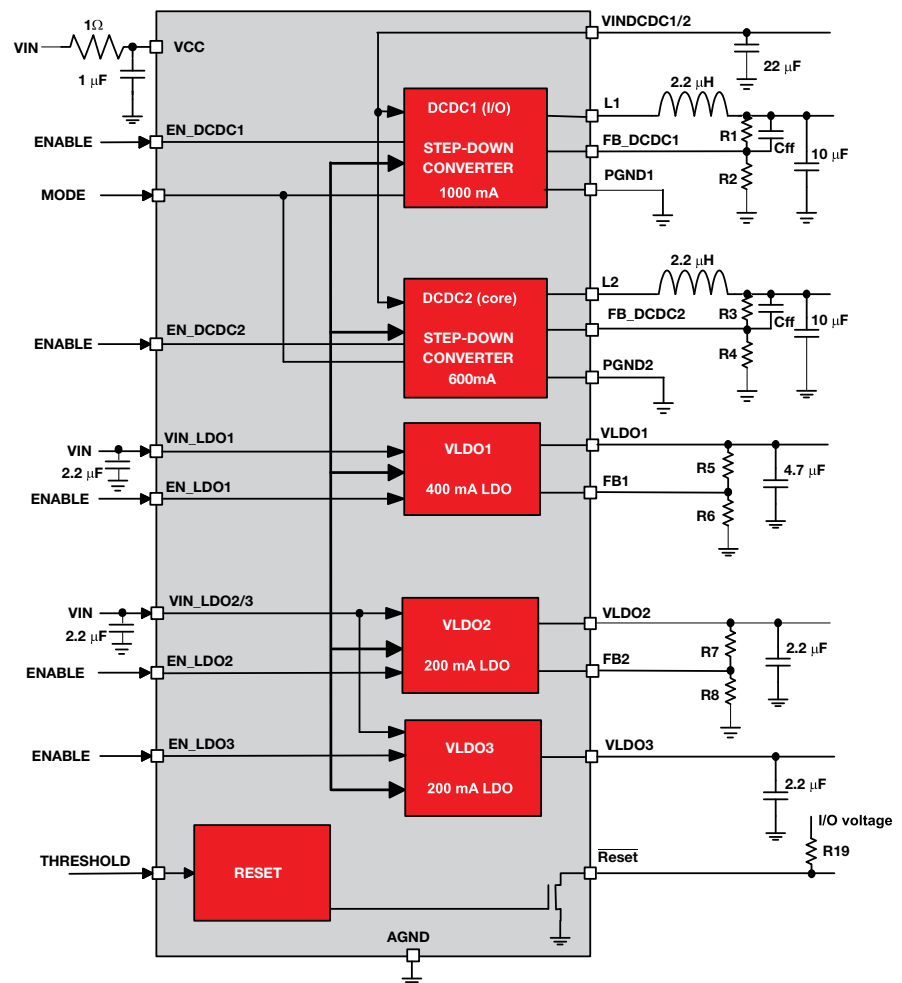 1Ω
VIN
VCC
1 μF
VINDCDC1/2
22 μF
2.2 μH
DCDC1 (I/O)
STEP-DOWN
CONVERTER
1000 mA
L1
R1
Cff
10 μF
ENABLE
EN_DCDC1
FB_DCDC1
R2
MODE
PGND1
2.2 μH
DCDC2 (core)
STEP-DOWN
CONVERTER
600mA
L2
R3
Cff
10 μF
ENABLE
EN_DCDC2
FB_DCDC2
R4
PGND2
VIN
VIN_LDO1
2.2 μF
VLDO1
400 mA LDO
VLDO1
R5
4.7 μF
ENABLE
EN_LDO1
FB1
R6
VIN
VIN_LDO2/3
2.2 μF
VLDO2
200 mA LDO
VLDO2
R7
2.2 μF
ENABLE
EN_LDO2
FB2
R8
ENABLE
EN_LDO3
VLDO3
200 mA LDO
VLDO3
2.2 μF
I/O voltage
R19
THRESHOLD
RESET
Reset
AGND